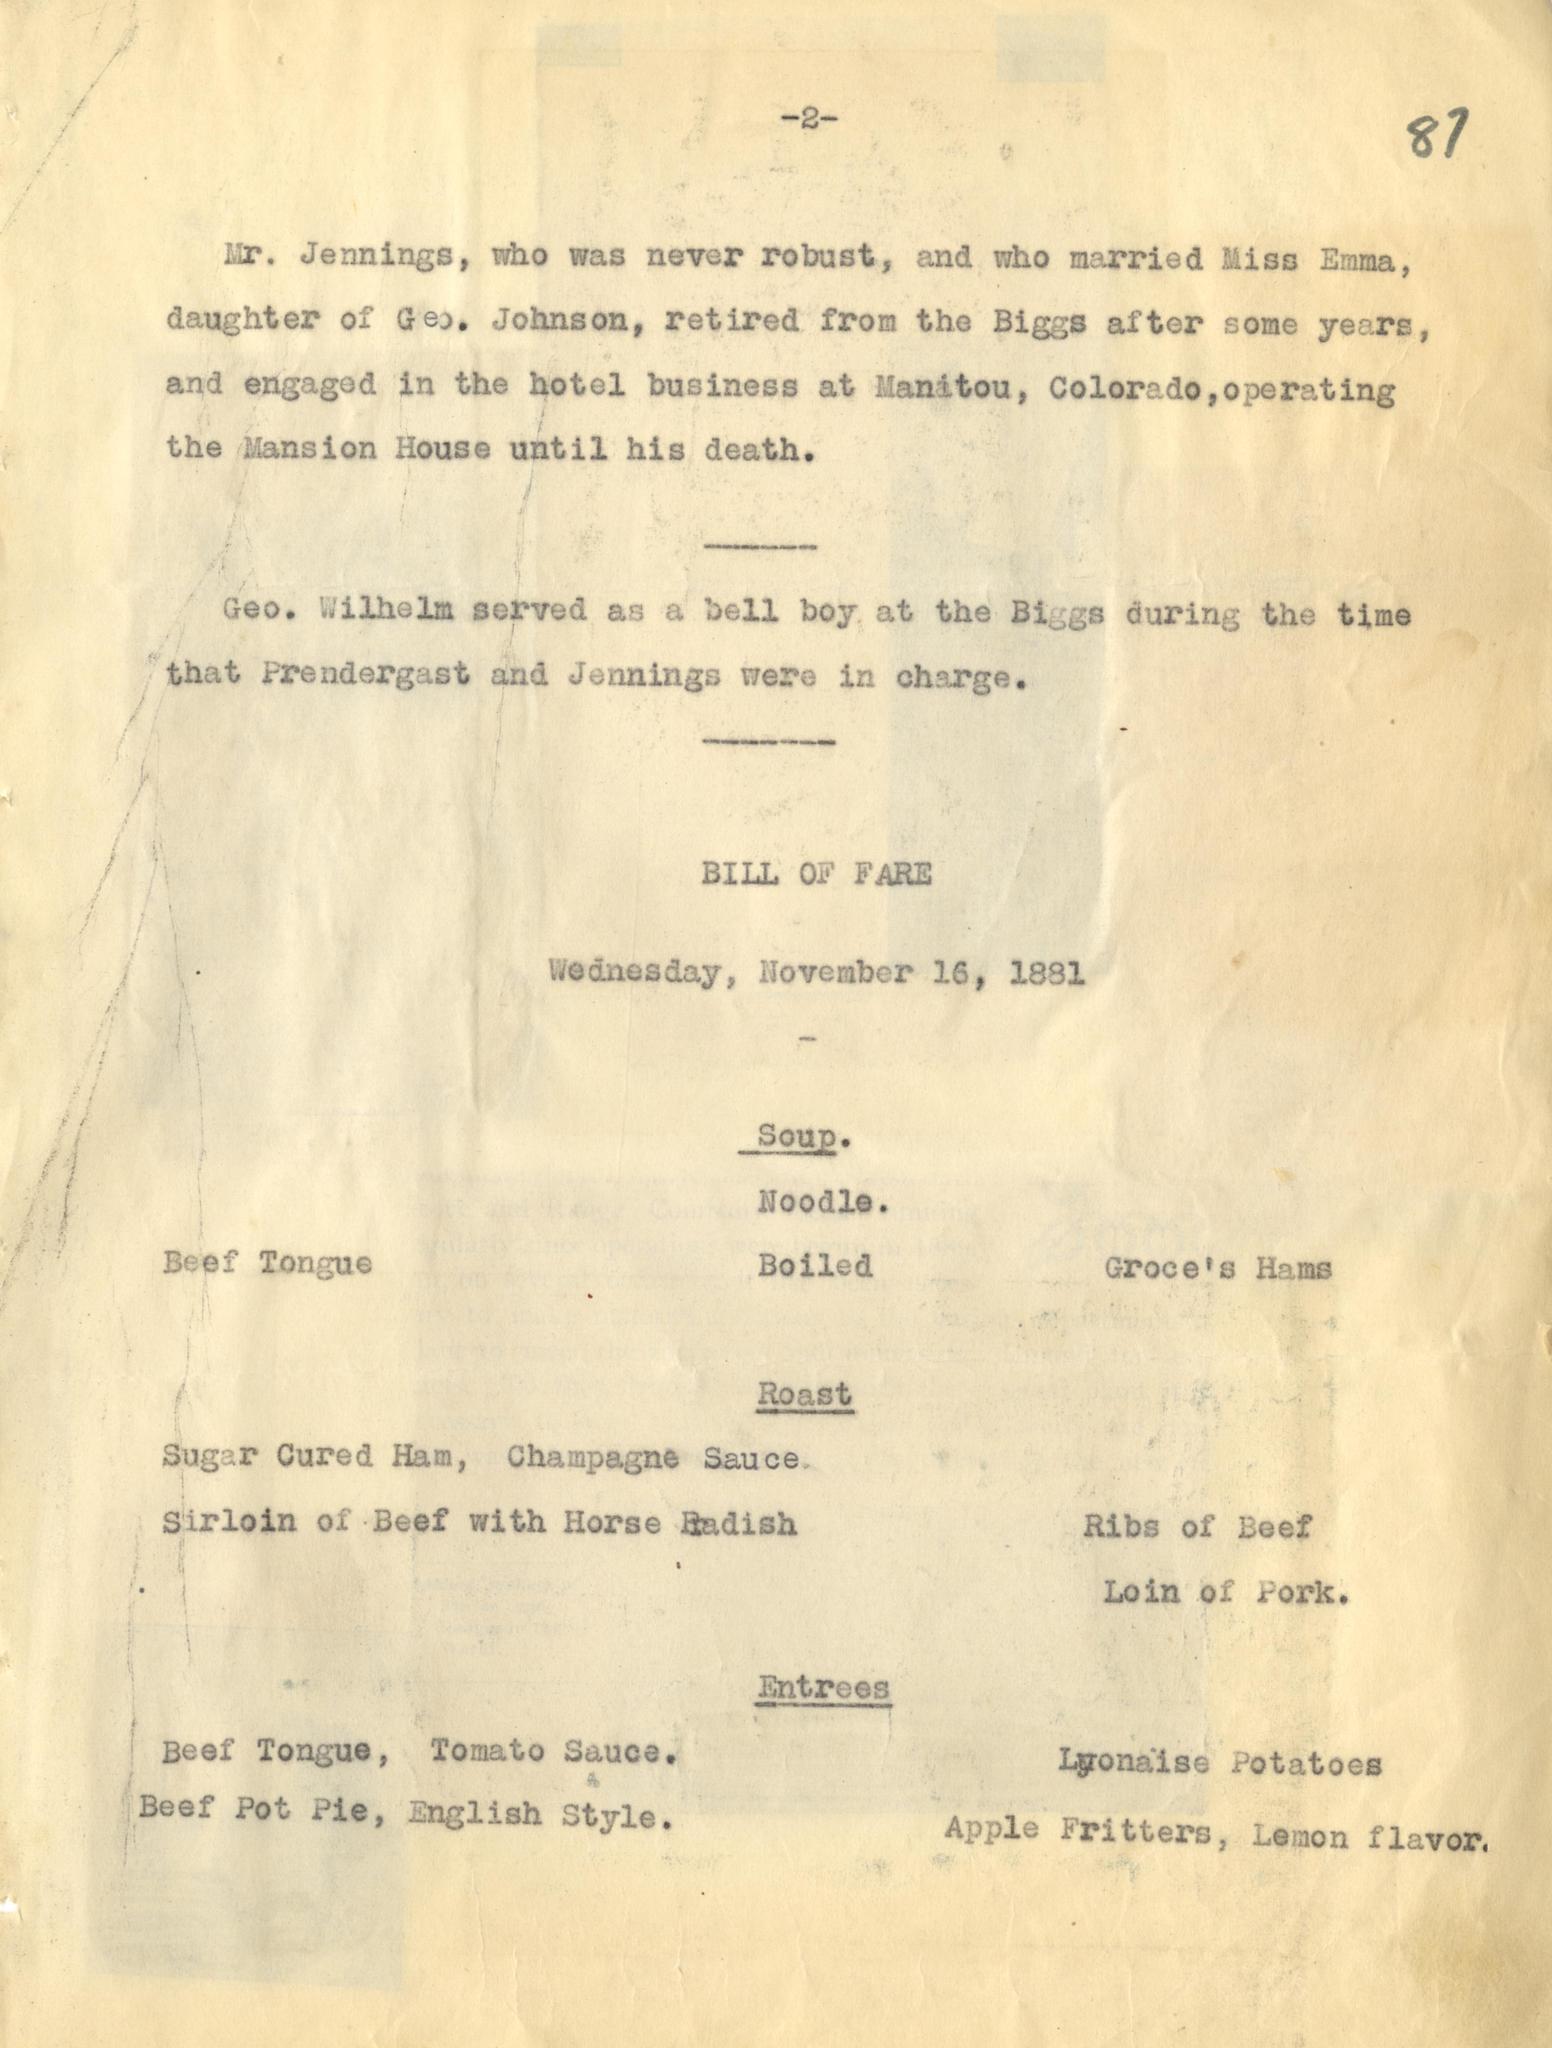 -2-
87
Mr. Jennings, who was never robust, and who married Miss Emma,
daughter of Geo. Johnson, retired from the Biggs after some years,
and engaged in the hotel business at Manitou, Colorado,operating
the Mansion House until his death.
Geo. Wilhelm served as a bell boy at the Biggs during the time
that Prendergast and Jennings were in charge.
BILL OF FARE
Wednesday, November 16, 1881
-
Soup.
Noodle.
Beef Tongue Boiled Groce's Hams
Roast
Sugar Cured Ham, Champagne Sauce.
Sirloin of Beef with Horse Radish Ribs of Beef
Loin of Pork.
Entrees
Beef Tongue, Tomato Sauce. Lyonaise Potatoes
Beef Pot Pie, English Style. Apple Fritters, Lemon flavor.